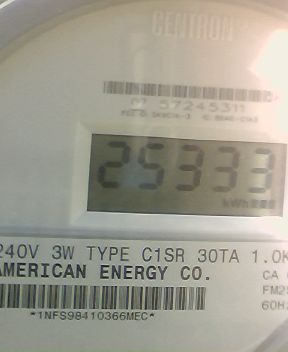 CENTRON
57245311
25333
kWh
240V 3W TYPE C1SR 30TA 1.0K
AMERICAN ENERGY CO.
CA
FM2S
60HZ
*1NFS98410366MEC*